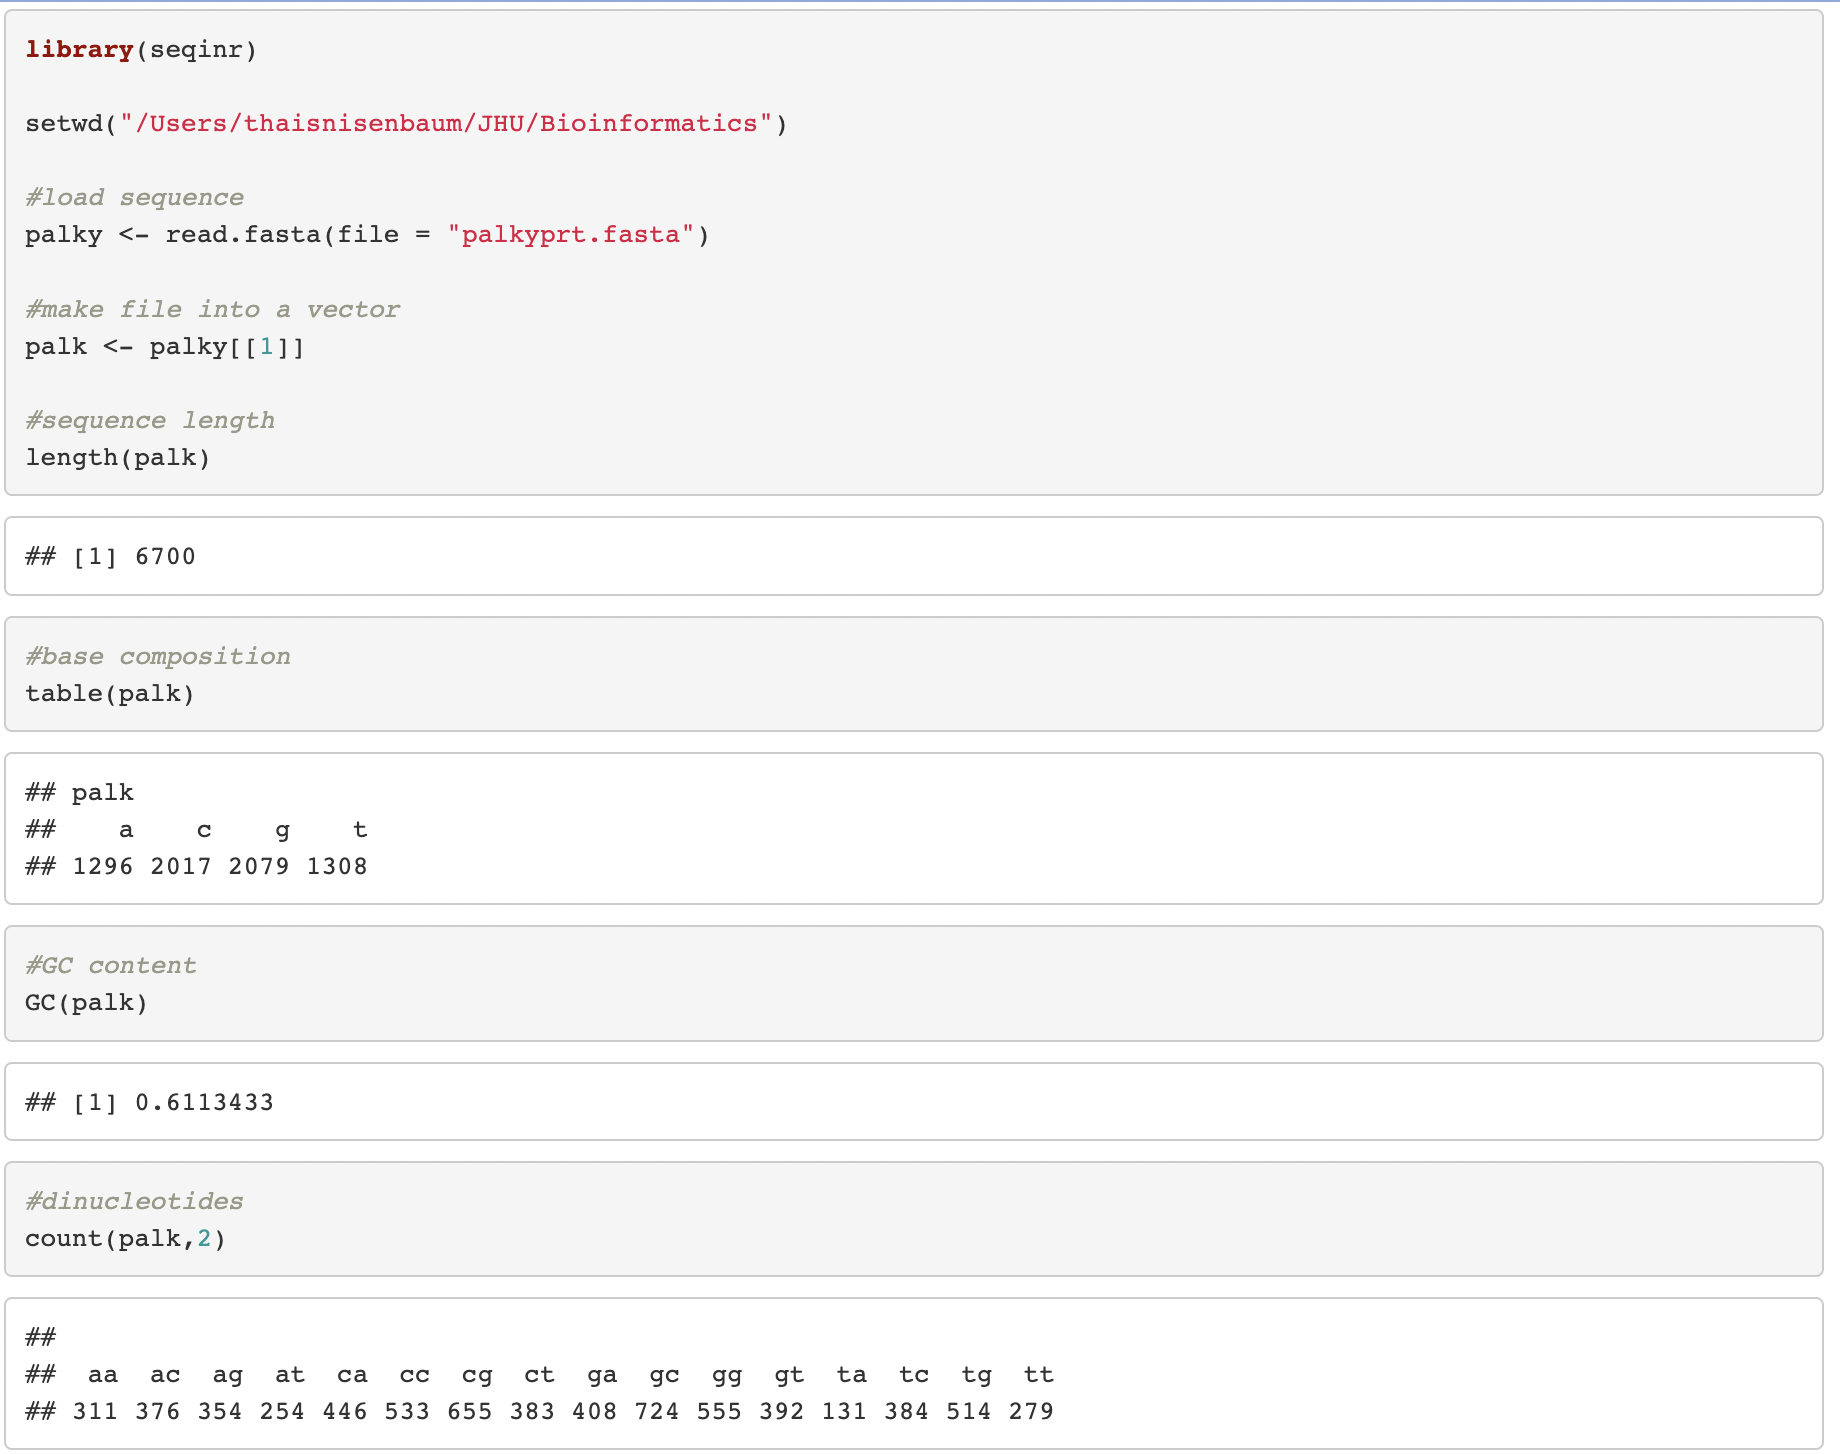 library(seqinr)
setwd("/Users/thaisnisenbaum/JHU/Bioinformatics")
#load sequence
palky <- read.fasta(file = "palkyprt.fasta")
#make file into a vector
palk <- palky[[1]]
#sequence length
length(palk)
## [1] 6700
#base composition
table(palk)
## palk
##    a    c    g    t
## 1296 2017 2079 1308
#GC content
GC(palk)
## [1] 0.6113433
#dinucleotides
count(palk,2)
##
##  aa  ac  ag  at  ca  cc  cg  ct  ga  gc  gg  gt  ta  tc  tg  tt
## 311 376 354 254 446 533 655 383 408 724 555 392 131 384 514 279